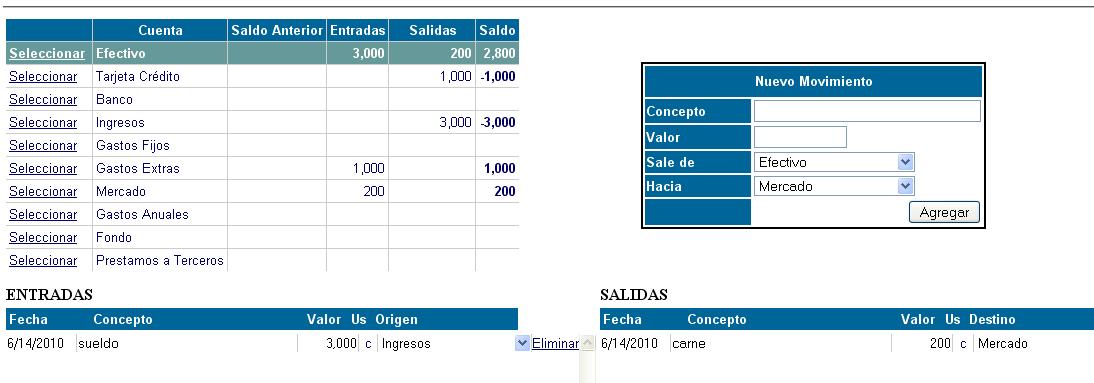 Cuenta Saldo Anterior Entradas Salidas Saldo
Seleccionar Efectivo 3,000 200 2,800
Seleccionar Tarjeta Crédito 1,000 -1,000
Seleccionar Banco
Seleccionar Ingresos 3,000 -3,000
Seleccionar Gastos Fijos
Seleccionar Gastos Extras 1,000 1,000
Seleccionar Mercado 200 200
Seleccionar Gastos Anuales
Seleccionar Fondo
Seleccionar Prestamos a Terceros
Nuevo Movimiento
Concepto
Valor
Sale de Efectivo
Hacia Mercado
Agregar
ENTRADAS
Fecha Concepto Valor Us Origen
6/14/2010 sueldo 3,000 c Ingresos Eliminar
SALIDAS
Fecha Concepto Valor Us Destino
6/14/2010 carne 200 c Mercado